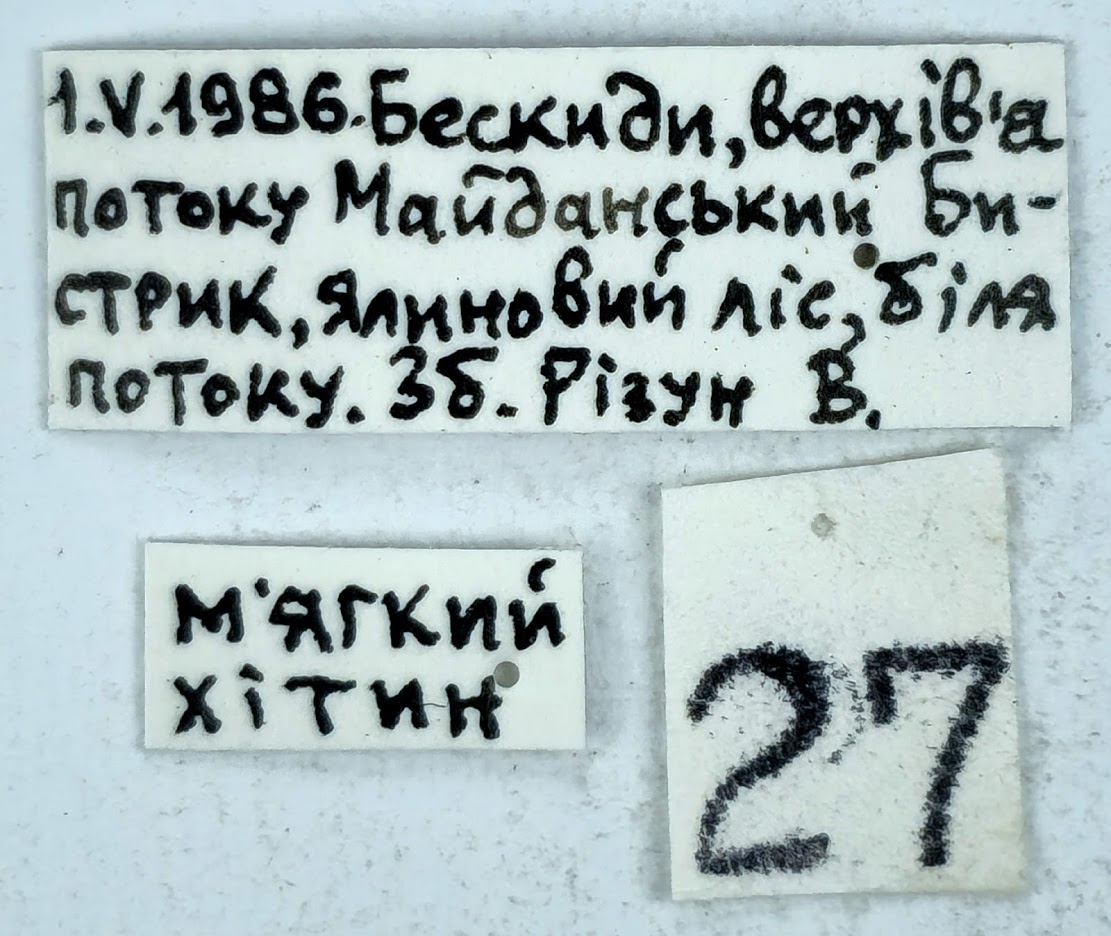 1.V.1986. Бескиди, верхів'я
потоку Майданський Би-
стрик, ялиновий ліс, біля
потоку. Зб. Різун В.
м'ягкий
хітин
27